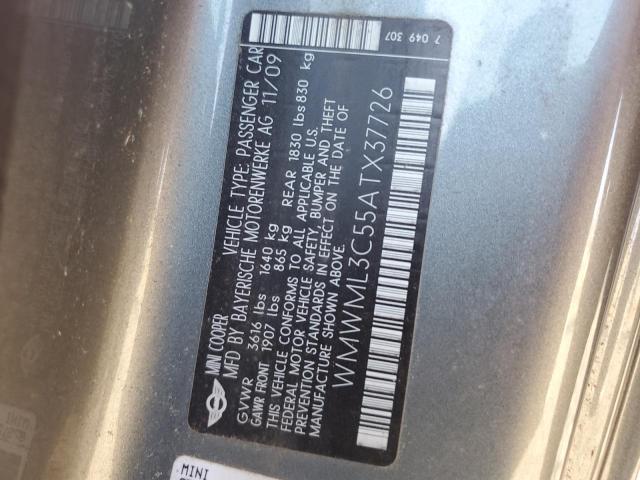 MINI COOPER
VEHICLE TYPE: PASSENGER CAR
MFD BY BAYERISCHE MOTORENWERKE AG 11/09
GVWR 3616 lbs 1640 kg
GAWR FRONT 1907 lbs 865 kg REAR 1830 lbs 830 kg
THIS VEHICLE CONFORMS TO ALL APPLICABLE U.S.
FEDERAL MOTOR VEHICLE SAFETY, BUMPER AND THEFT
PREVENTION STANDARDS IN EFFECT ON THE DATE OF
MANUFACTURE SHOWN ABOVE.
WMWML3C55ATX37726
7 049 307
MINI